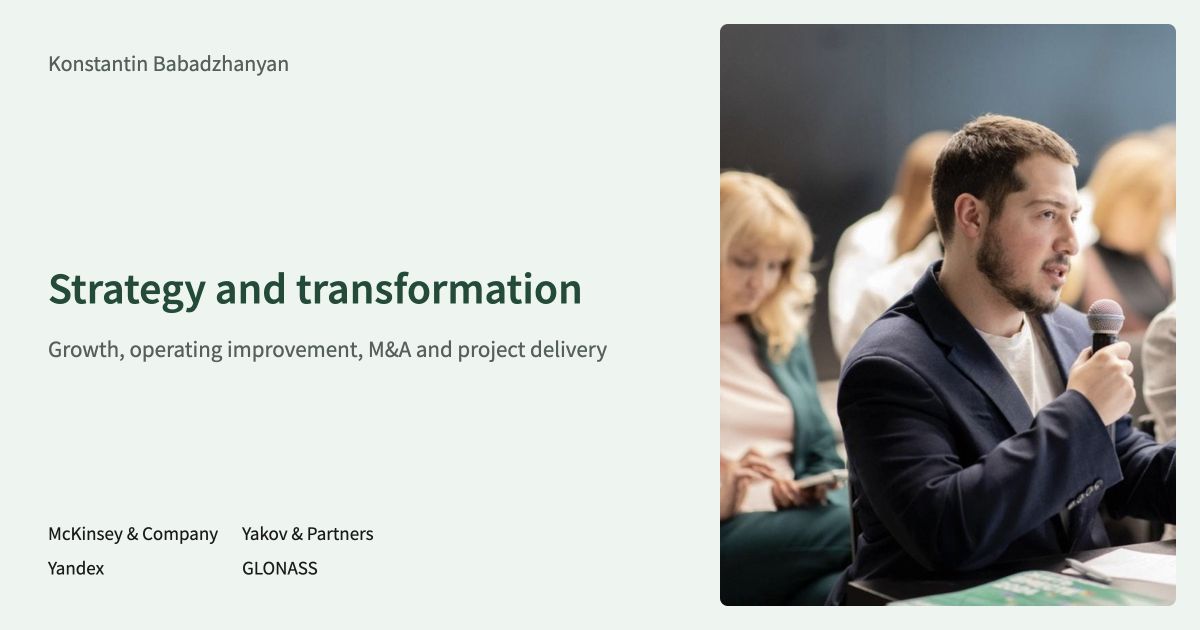 Konstantin Babadzhanyan
Strategy and transformation
Growth, operating improvement, M&A and project delivery
McKinsey & Company Yakov & Partners
Yandex GLONASS